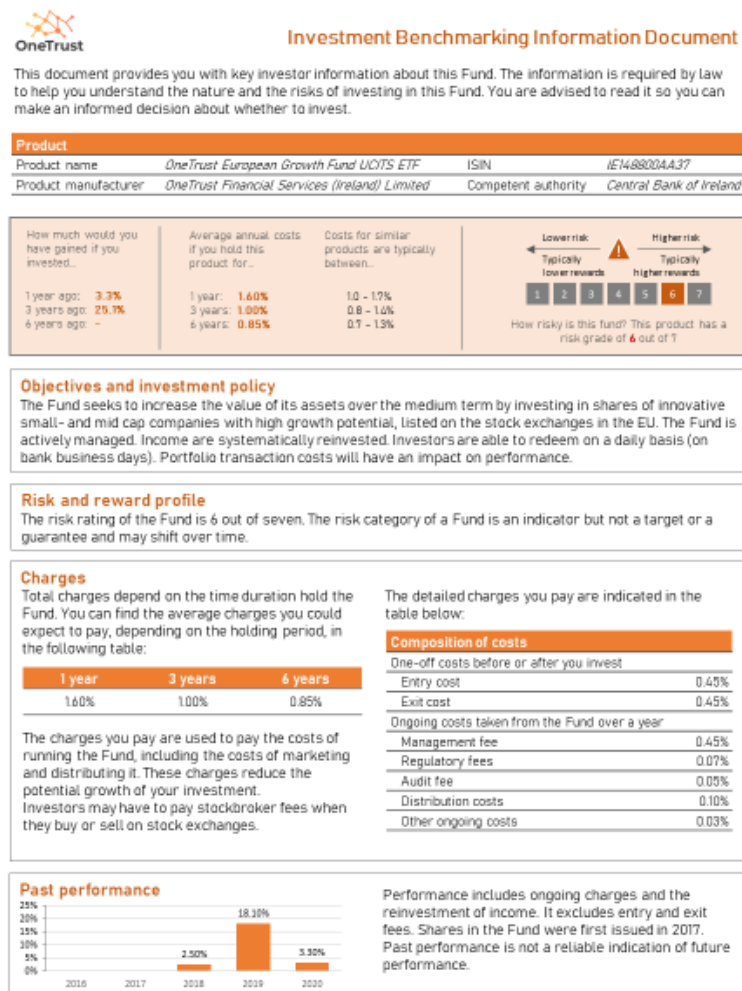 OneTrust
Investment Benchmarking Information Document
This document provides you with key investor information about this Fund. The information is required by law
to help you understand the nature and the risks of investing in this Fund. You are advised to read it so you can
make an informed decision about whether to invest.
Product
Product name OneTrust European Growth Fund UCITS ETF ISIN IE148800AA37
Product manufacturer OneTrust Financial Services (Ireland) Limited Competent authority Central Bank of Ireland
How much would you
have gained if you
invested...
1 year ago: 3.3%
3 years ago: 25.1%
6 years ago: -
Average annual costs
if you hold this
product for...
1 year: 1.60%
3 years: 1.00%
6 years: 0.85%
Costs for similar
products are typically
between...
1.0 - 1.7%
0.8 - 1.4%
0.7 - 1.3%
Lower risk Higher risk
Typically Typically
lower rewards higher rewards
1 2 3 4 5 6 7
How risky is this fund? This product has a
risk grade of 6 out of 7
Objectives and investment policy
The Fund seeks to increase the value of its assets over the medium term by investing in shares of innovative
small- and mid cap companies with high growth potential, listed on the stock exchanges in the EU. The Fund is
actively managed. Income are systematically reinvested. Investors are able to redeem on a daily basis (on
bank business days). Portfolio transaction costs will have an impact on performance.
Risk and reward profile
The risk rating of the Fund is 6 out of seven. The risk category of a Fund is an indicator but not a target or a
guarantee and may shift over time.
Charges
Total charges depend on the time duration hold the
Fund. You can find the average charges you could
expect to pay, depending on the holding period, in
the following table:
1 year 3 years 6 years
1.60% 1.00% 0.85%
The charges you pay are used to pay the costs of
running the Fund, including the costs of marketing
and distributing it. These charges reduce the
potential growth of your investment.
Investors may have to pay stockbroker fees when
they buy or sell on stock exchanges.
The detailed charges you pay are indicated in the
table below:
Composition of costs
One-off costs before or after you invest
Entry cost 0.45%
Exit cost 0.45%
Ongoing costs taken from the Fund over a year
Management fee 0.45%
Regulatory fees 0.07%
Audit fee 0.05%
Distribution costs 0.10%
Other ongoing costs 0.03%
Past performance
25%
20%
15%
10%
5%
0%
2.50%
18.10%
3.30%
2016 2017 2018 2019 2020
Performance includes ongoing charges and the
reinvestment of income. It excludes entry and exit
fees. Shares in the Fund were first issued in 2017.
Past performance is not a reliable indication of future
performance.